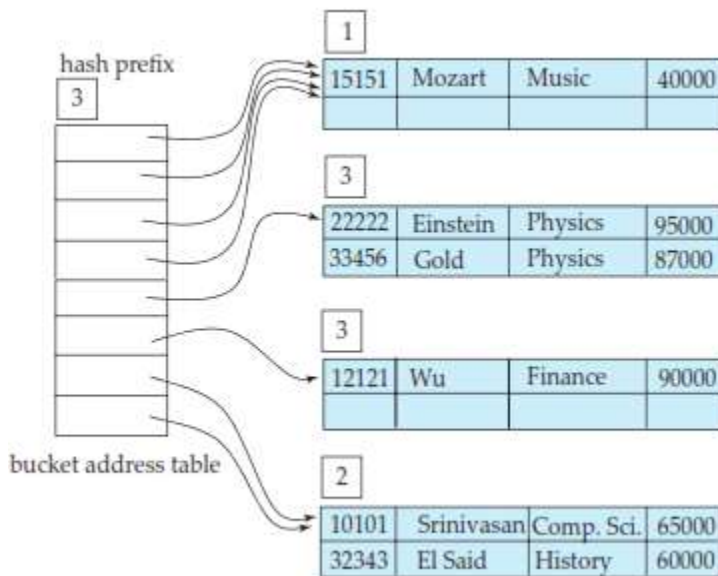 1
hash prefix
3
15151 Mozart Music 40000
3
22222 Einstein Physics 95000
33456 Gold Physics 87000
3
12121 Wu Finance 90000
bucket address table
2
10101 Srinivasan Comp. Sci. 65000
32343 El Said History 60000